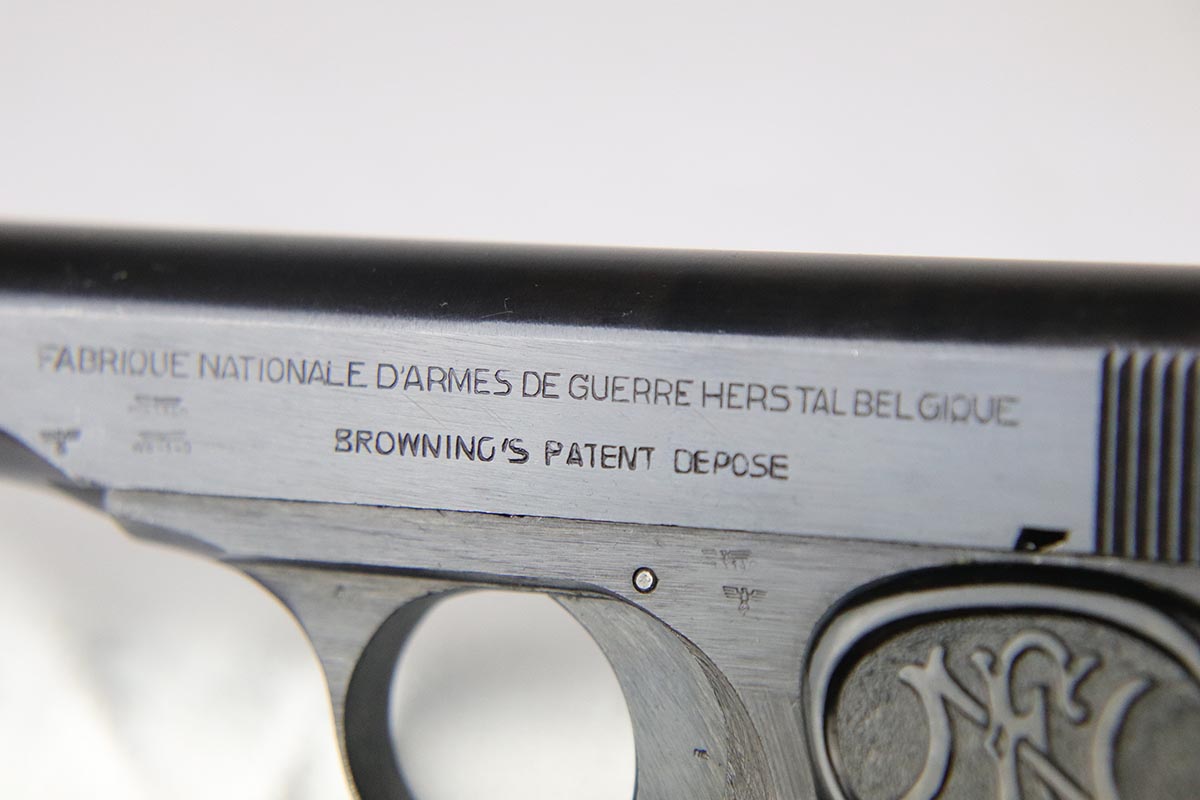 FABRIQUE NATIONALE D'ARMES DE GUERRE HERSTAL BELGIQUE
BROWNING'S PATENT DEPOSE